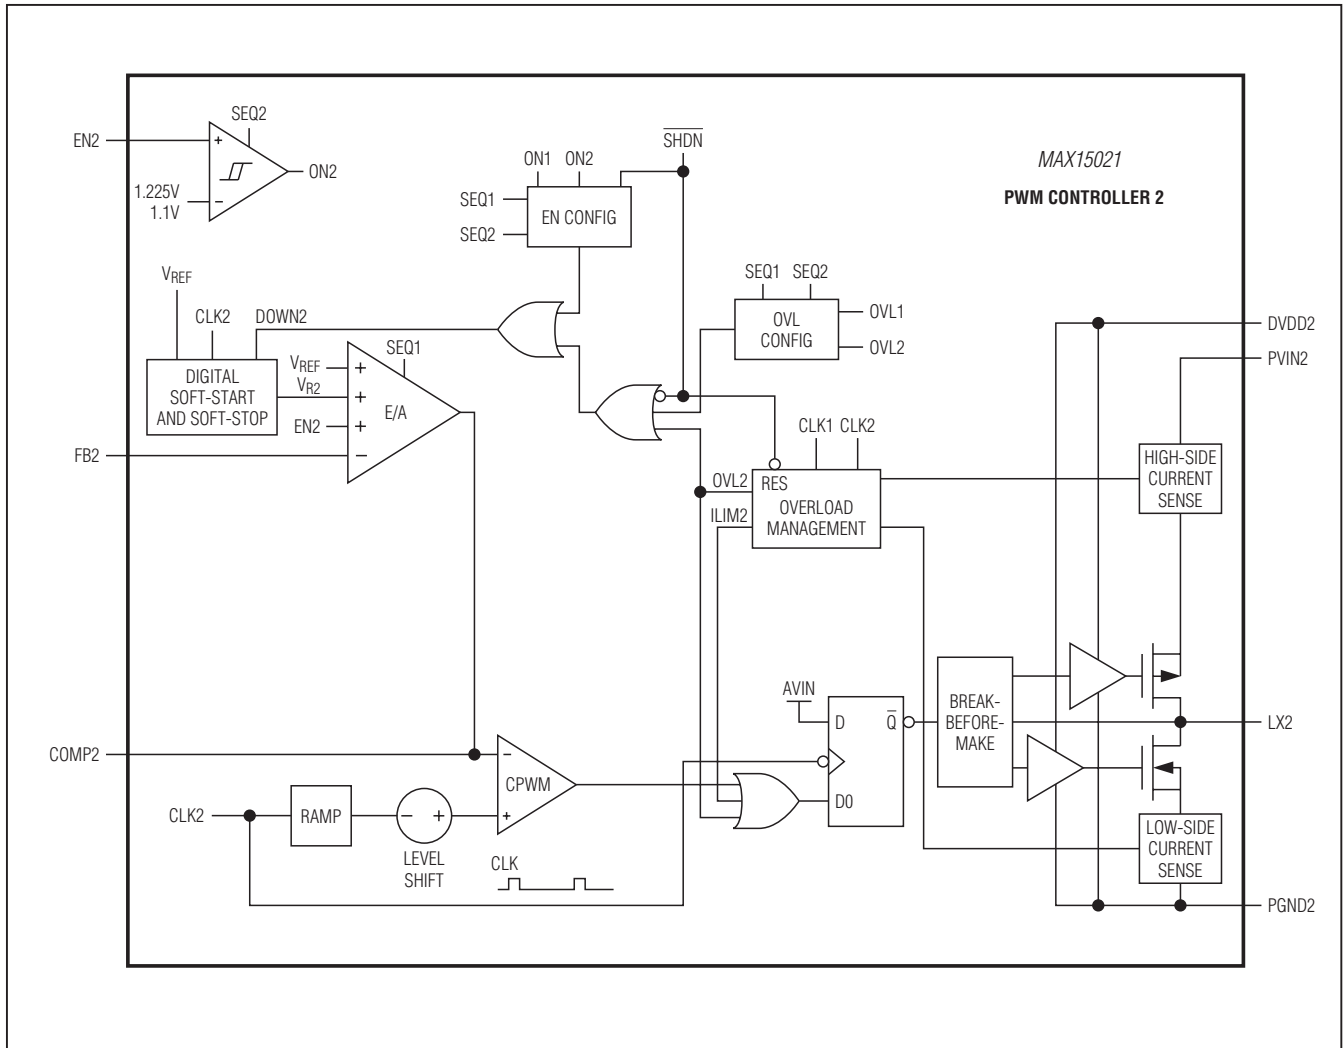 SEQ2
EN2
+
ON2
1.225V
1.1V
−
SHDN
ON1 ON2
SEQ1
SEQ2
EN CONFIG
MAX15021
PWM CONTROLLER 2
VREF
CLK2
DOWN2
DIGITAL
SOFT-START
AND SOFT-STOP
SEQ1
VREF
+
VR2
+
E/A
EN2
+
FB2
−
SEQ1 SEQ2
OVL
CONFIG
OVL1
OVL2
DVDD2
PVIN2
CLK1 CLK2
HIGH-SIDE
CURRENT
SENSE
OVL2
RES
ILIM2
OVERLOAD
MANAGEMENT
AVIN
D
Q
BREAK-
BEFORE-
MAKE
LX2
COMP2
−
CPWM
+
CLK2
RAMP
− +
LEVEL
SHIFT
CLK
D0
LOW-SIDE
CURRENT
SENSE
PGND2